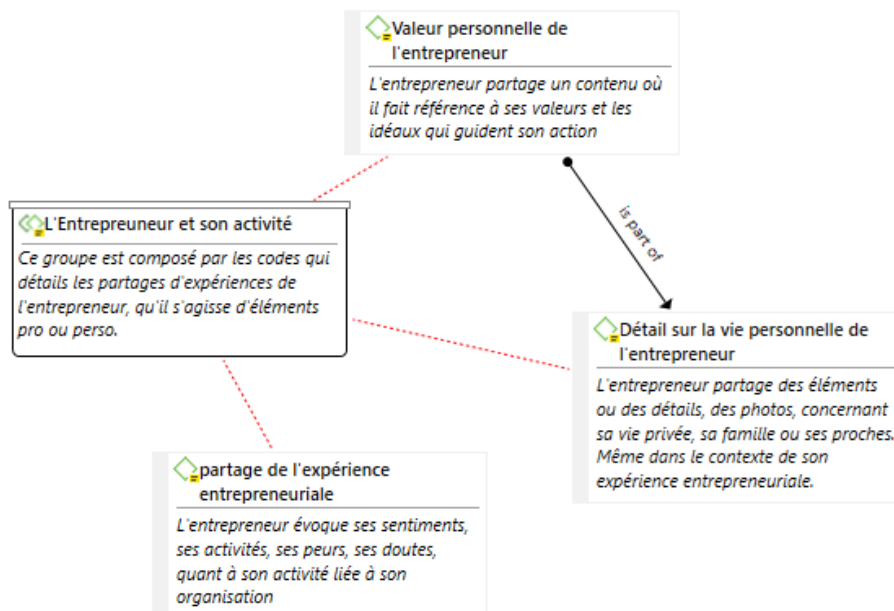 Valeur personnelle de
l'entrepreneur
L'entrepreneur partage un contenu où
il fait référence à ses valeurs et les
idéaux qui guident son action
L'Entrepreuneur et son activité
Ce groupe est composé par les codes qui
détails les partages d'expériences de
l'entrepreneur, qu'il s'agisse d'éléments
pro ou perso.
is part of
Détail sur la vie personnelle de
l'entrepreneur
L'entrepreneur partage des éléments
ou des détails, des photos, concernant
sa vie privée, sa famille ou ses proches.
Même dans le contexte de son
expérience entrepreneuriale.
partage de l'expérience
entrepreneuriale
L'entrepreneur évoque ses sentiments,
ses activités, ses peurs, ses doutes,
quant à son activité liée à son
organisation